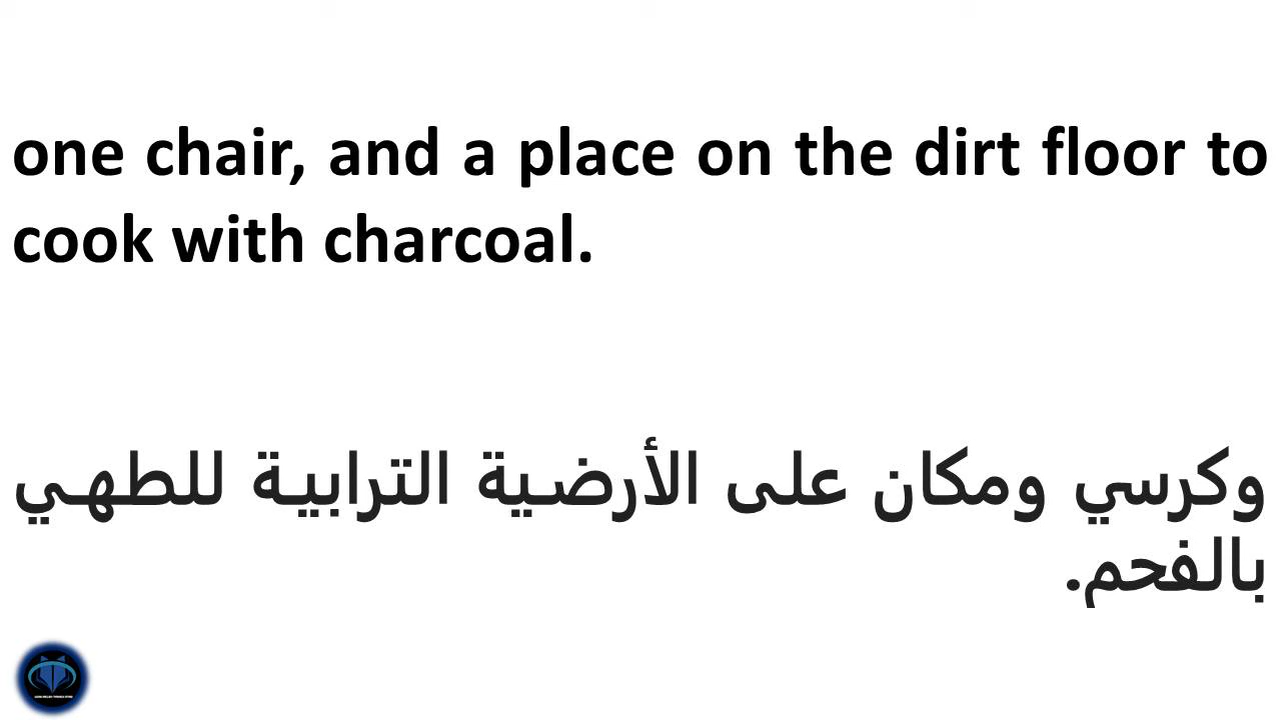 one chair, and a place on the dirt floor to
cook with charcoal.
وكرسي ومكان على الأرضية الترابية للطهي
بالفحم.